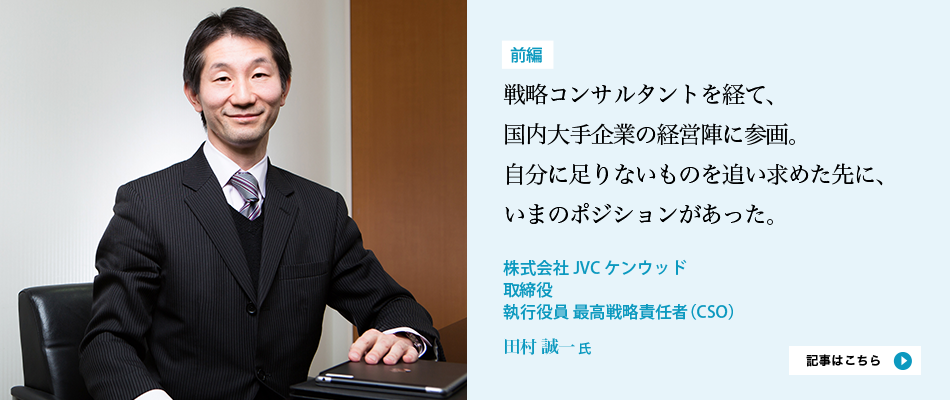 前編
戦略コンサルタントを経て、
国内大手企業の経営陣に参画。
自分に足りないものを追い求めた先に、
いまのポジションがあった。
株式会社 JVC ケンウッド
取締役
執行役員 最高戦略責任者（CSO）
田村 誠一 氏
記事はこちら